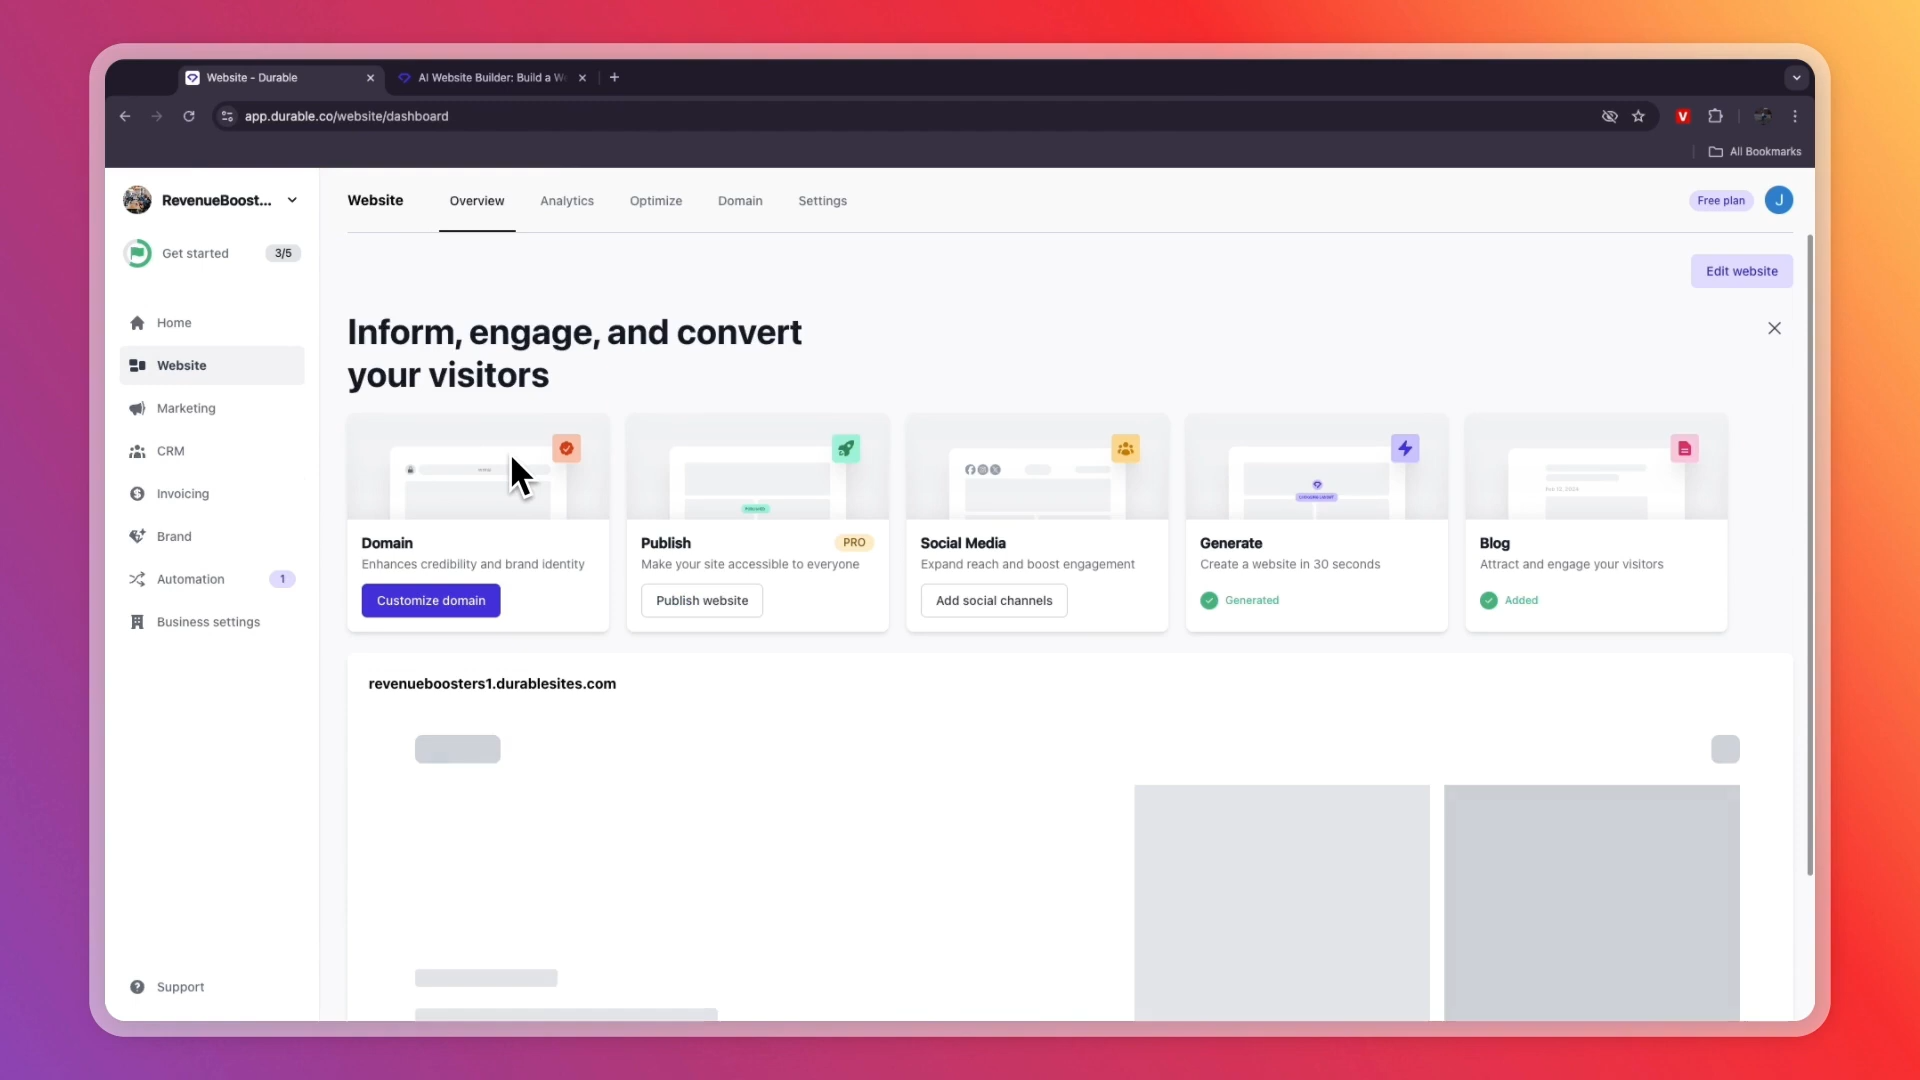 Website - Durable
AI Website Builder: Build a W
app.durable.co/website/dashboard
All Bookmarks
RevenueBoost...
Get started
3/5
Home
Website
Marketing
CRM
Invoicing
Brand
Automation
1
Business settings
Support
Website
Overview
Analytics
Optimize
Domain
Settings
Free plan
J
Edit website
Inform, engage, and convert
your visitors
Domain
Enhances credibility and brand identity
Customize domain
Publish
PRO
Make your site accessible to everyone
Publish website
Social Media
Expand reach and boost engagement
Add social channels
Generate
Create a website in 30 seconds
Generated
Feb 13, 2024
Blog
Attract and engage your visitors
Added
revenueboosters1.durablesites.com